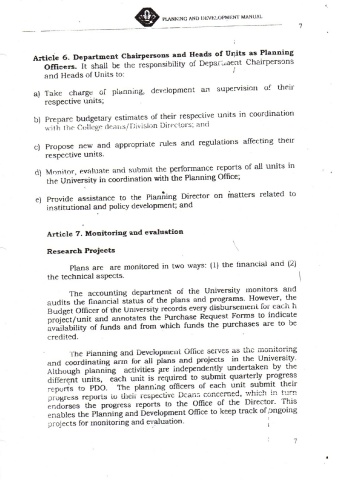 PLANNING AND DEVELOPMENT MANUAL
7
Article 6. Department Chairpersons and Heads of Units as Planning
Officers. It shall be the responsibility of Department Chairpersons
and Heads of Units to:
a) Take charge of planning, development an supervision of their
respective units;
b) Prepare budgetary estimates of their respective units in coordination
with the College deans/Division Directors; and
c) Propose new and appropriate rules and regulations affecting their
respective units.
d) Monitor, evaluate and submit the performance reports of all units in
the University in coordination with the Planning Office;
e) Provide assistance to the Planning Director on matters related to
institutional and policy development; and
Article 7. Monitoring and evaluation
Research Projects
Plans are are monitored in two ways: (1) the financial and (2)
the technical aspects.
The accounting department of the University monitors and
audits the financial status of the plans and programs. However, the
Budget Officer of the University records every disbursement for each h
project/unit and annotates the Purchase Request Forms to indicate
availability of funds and from which funds the purchases are to be
credited.
The Planning and Development Office serves as the monitoring
and coordinating arm for all plans and projects in the University.
Although planning activities are independently undertaken by the
different units, each unit is required to submit quarterly progress
reports to PDO. The planning officers of each unit submit their
progress reports to their respective Deans concerned, which in turn
endorses the progress reports to the Office of the Director. This
enables the Planning and Development Office to keep track of ongoing
projects for monitoring and evaluation.
7